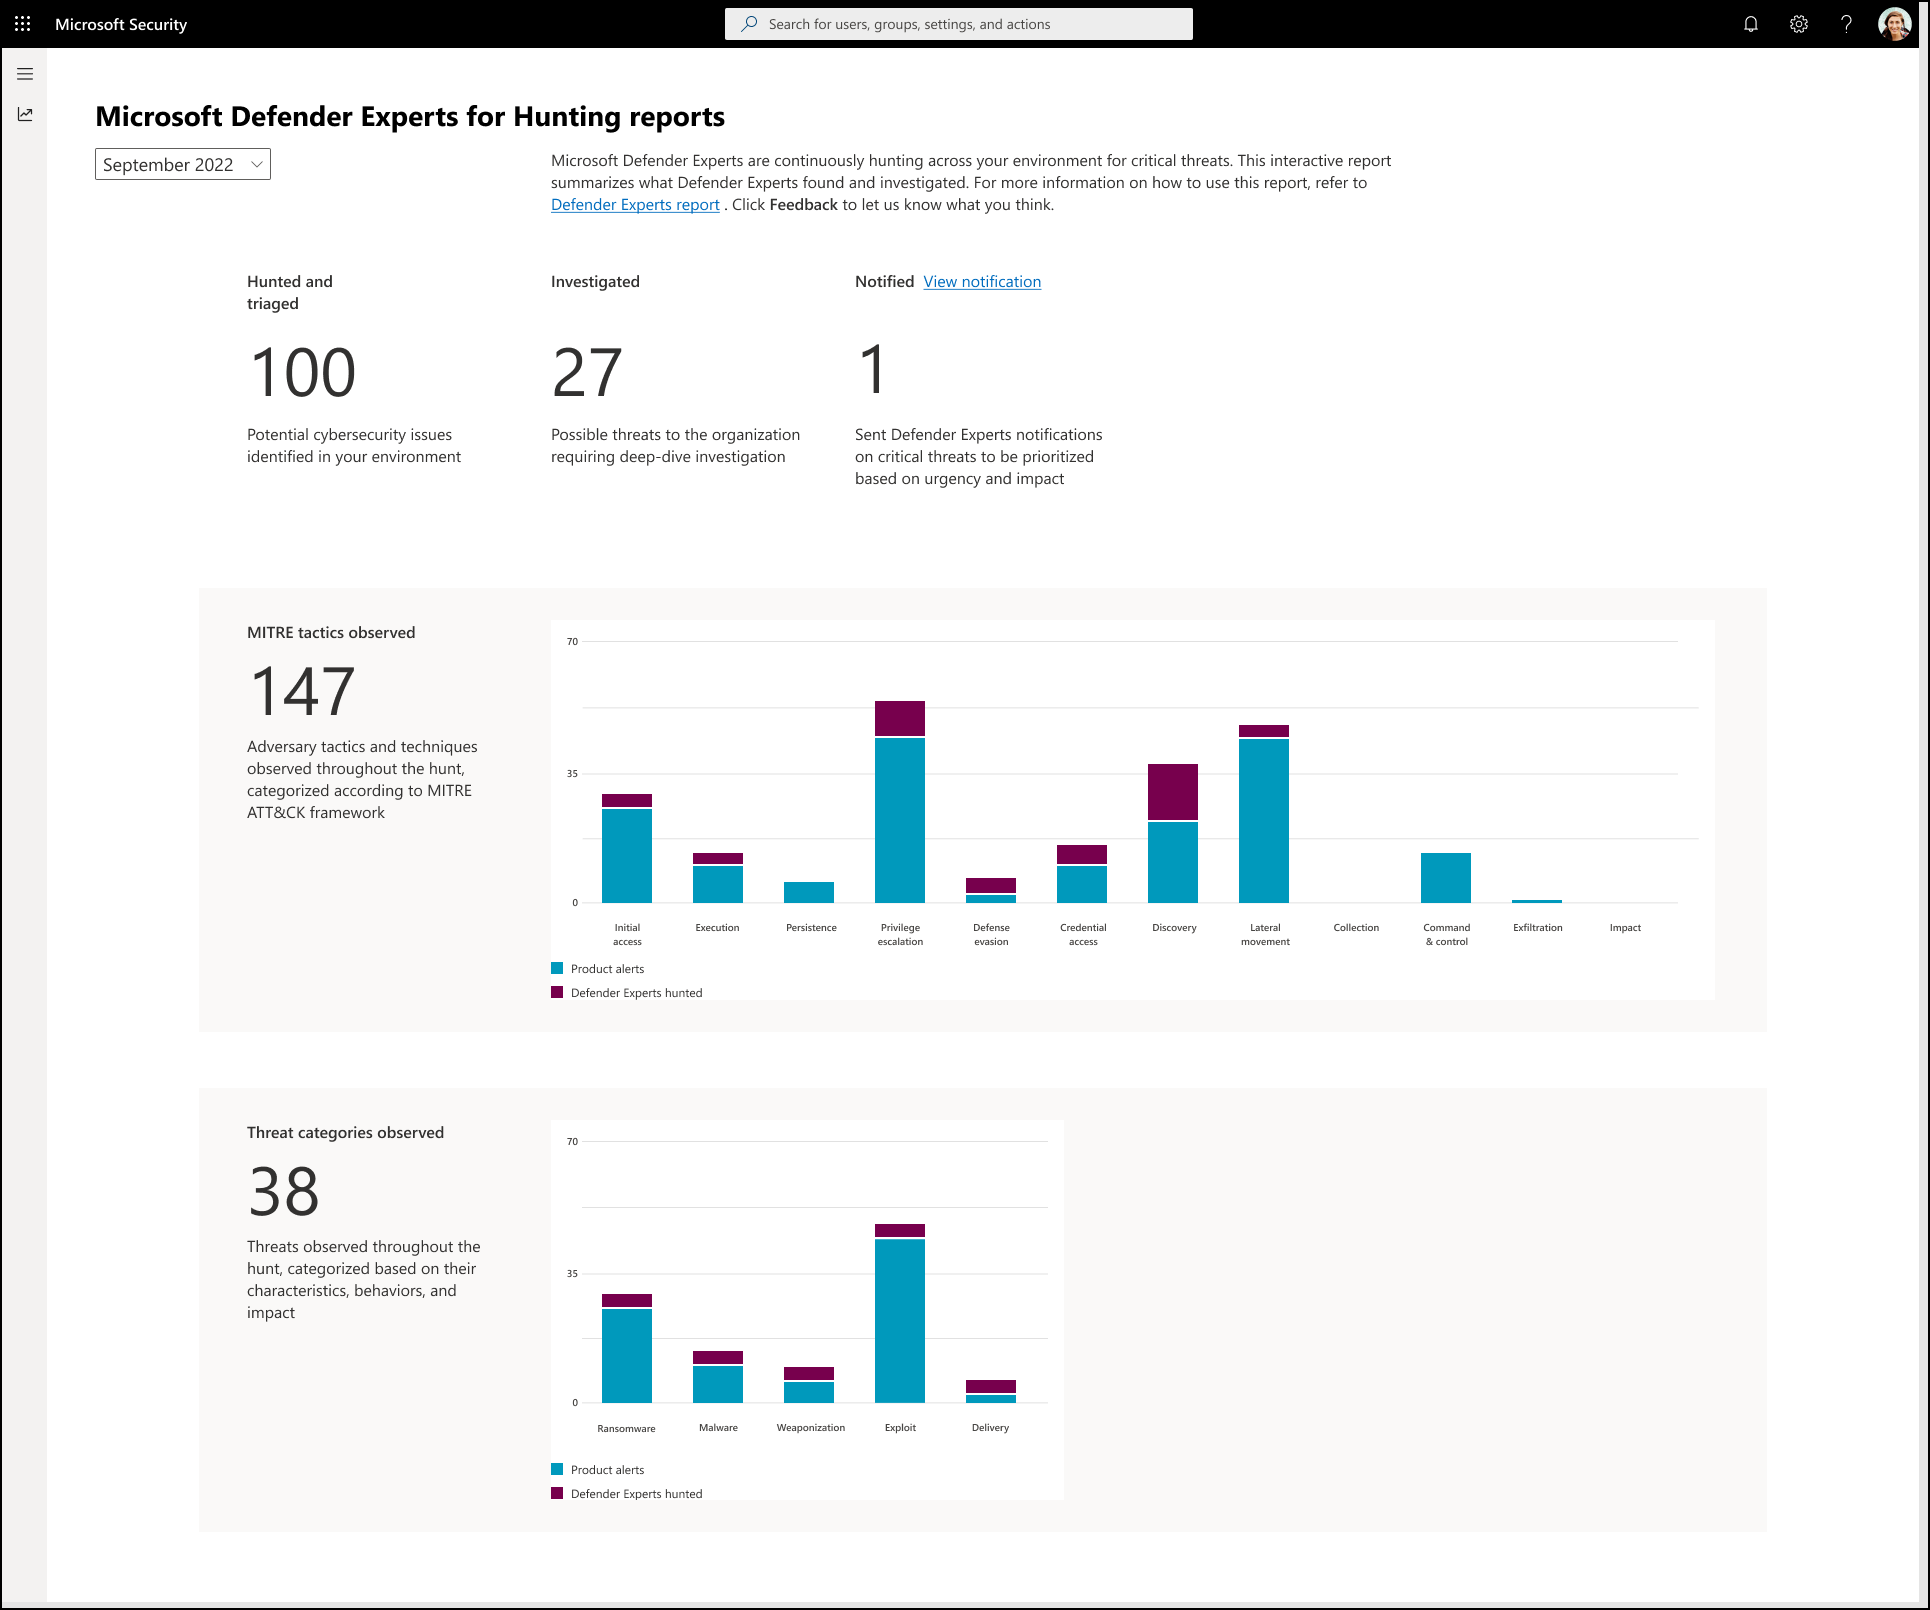 Microsoft Security
Search for users, groups, settings, and actions
Microsoft Defender Experts for Hunting reports
September 2022
Microsoft Defender Experts are continuously hunting across your environment for critical threats. This interactive report
summarizes what Defender Experts found and investigated. For more information on how to use this report, refer to
Defender Experts report . Click Feedback to let us know what you think.
Hunted and
triaged
100
Potential cybersecurity issues
identified in your environment
Investigated
27
Possible threats to the organization
requiring deep-dive investigation
Notified View notification
1
Sent Defender Experts notifications
on critical threats to be prioritized
based on urgency and impact
MITRE tactics observed
147
Adversary tactics and techniques
observed throughout the hunt,
categorized according to MITRE
ATT&CK framework
70
35
0
Initial
access
Execution
Persistence
Privilege
escalation
Defense
evasion
Credential
access
Discovery
Lateral
movement
Collection
Command
& control
Exfiltration
Impact
Product alerts
Defender Experts hunted
Threat categories observed
38
Threats observed throughout the
hunt, categorized based on their
characteristics, behaviors, and
impact
70
35
0
Ransomware
Malware
Weaponization
Exploit
Delivery
Product alerts
Defender Experts hunted